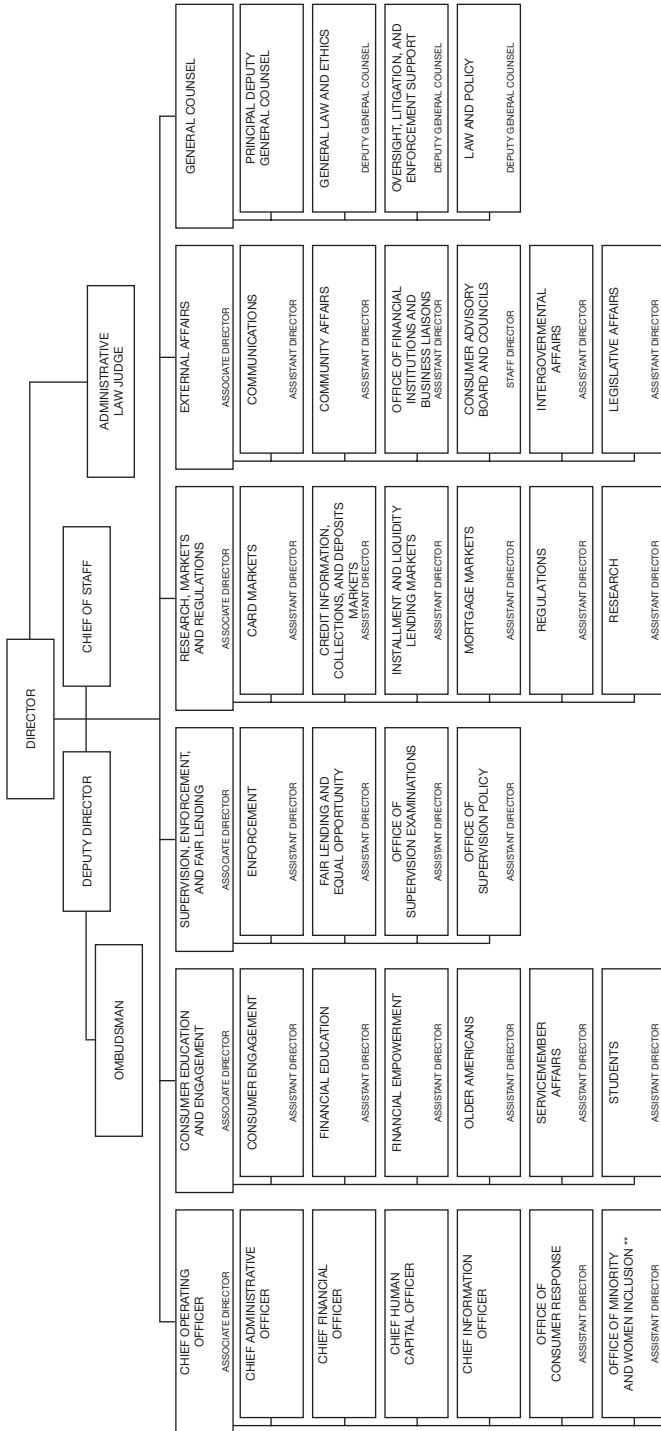 DIRECTOR
DEPUTY DIRECTOR
CHIEF OF STAFF
OMBUDSMAN
ADMINISTRATIVE
LAW JUDGE
CHIEF OPERATING
OFFICER
ASSOCIATE DIRECTOR
CHIEF ADMINISTRATIVE
OFFICER
CHIEF FINANCIAL
OFFICER
CHIEF HUMAN
CAPITAL OFFICER
CHIEF INFORMATION
OFFICER
OFFICE OF
CONSUMER RESPONSE
ASSISTANT DIRECTOR
OFFICE OF MINORITY
AND WOMEN INCLUSION **
ASSISTANT DIRECTOR
CONSUMER EDUCATION
AND ENGAGEMENT
ASSOCIATE DIRECTOR
CONSUMER ENGAGEMENT
ASSISTANT DIRECTOR
FINANCIAL EDUCATION
ASSISTANT DIRECTOR
FINANCIAL EMPOWERMENT
ASSISTANT DIRECTOR
OLDER AMERICANS
ASSISTANT DIRECTOR
SERVICEMEMBER
AFFAIRS
ASSISTANT DIRECTOR
STUDENTS
ASSISTANT DIRECTOR
SUPERVISION, ENFORCEMENT,
AND FAIR LENDING
ASSOCIATE DIRECTOR
ENFORCEMENT
ASSISTANT DIRECTOR
FAIR LENDING AND
EQUAL OPPORTUNITY
ASSISTANT DIRECTOR
OFFICE OF
SUPERVISION EXAMINIATIONS
ASSISTANT DIRECTOR
OFFICE OF
SUPERVISION POLICY
ASSISTANT DIRECTOR
RESEARCH, MARKETS
AND REGULATIONS
ASSOCIATE DIRECTOR
CARD MARKETS
ASSISTANT DIRECTOR
CREDIT INFORMATION,
COLLECTIONS, AND DEPOSITS
MARKETS
ASSISTANT DIRECTOR
INSTALLMENT AND LIQUIDITY
LENDING MARKETS
ASSISTANT DIRECTOR
MORTGAGE MARKETS
ASSISTANT DIRECTOR
REGULATIONS
ASSISTANT DIRECTOR
RESEARCH
ASSISTANT DIRECTOR
EXTERNAL AFFAIRS
ASSOCIATE DIRECTOR
COMMUNICATIONS
ASSISTANT DIRECTOR
COMMUNITY AFFAIRS
ASSISTANT DIRECTOR
OFFICE OF FINANCIAL
INSTITUTIONS AND
BUSINESS LIAISONS
ASSISTANT DIRECTOR
CONSUMER ADVISORY
BOARD AND COUNCILS
STAFF DIRECTOR
INTERGOVERMENTAL
AFFAIRS
ASSISTANT DIRECTOR
LEGISLATIVE AFFAIRS
ASSISTANT DIRECTOR
GENERAL COUNSEL
PRINCIPAL DEPUTY
GENERAL COUNSEL
GENERAL LAW AND ETHICS
DEPUTY GENERAL COUNSEL
OVERSIGHT, LITIGATION, AND
ENFORCEMENT SUPPORT
DEPUTY GENERAL COUNSEL
LAW AND POLICY
DEPUTY GENERAL COUNSEL